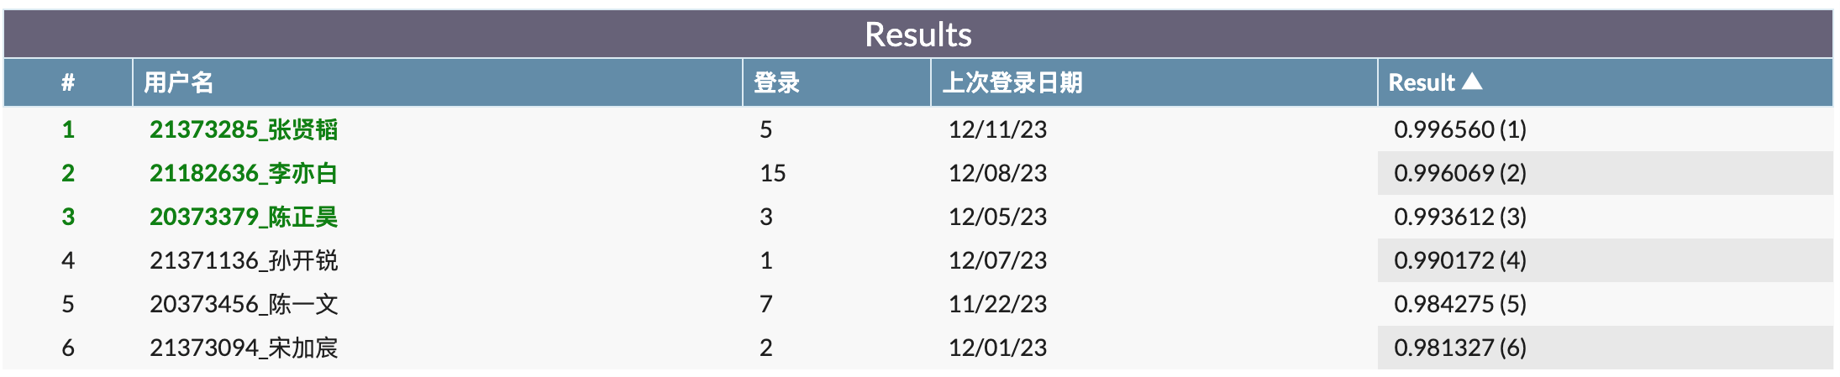 Results
# 用户名 登录 上次登录日期 Result ▲
1 21373285_张贤韬 5 12/11/23 0.996560 (1)
2 21182636_李亦白 15 12/08/23 0.996069 (2)
3 20373379_陈正昊 3 12/05/23 0.993612 (3)
4 21371136_孙开锐 1 12/07/23 0.990172 (4)
5 20373456_陈一文 7 11/22/23 0.984275 (5)
6 21373094_宋加宸 2 12/01/23 0.981327 (6)